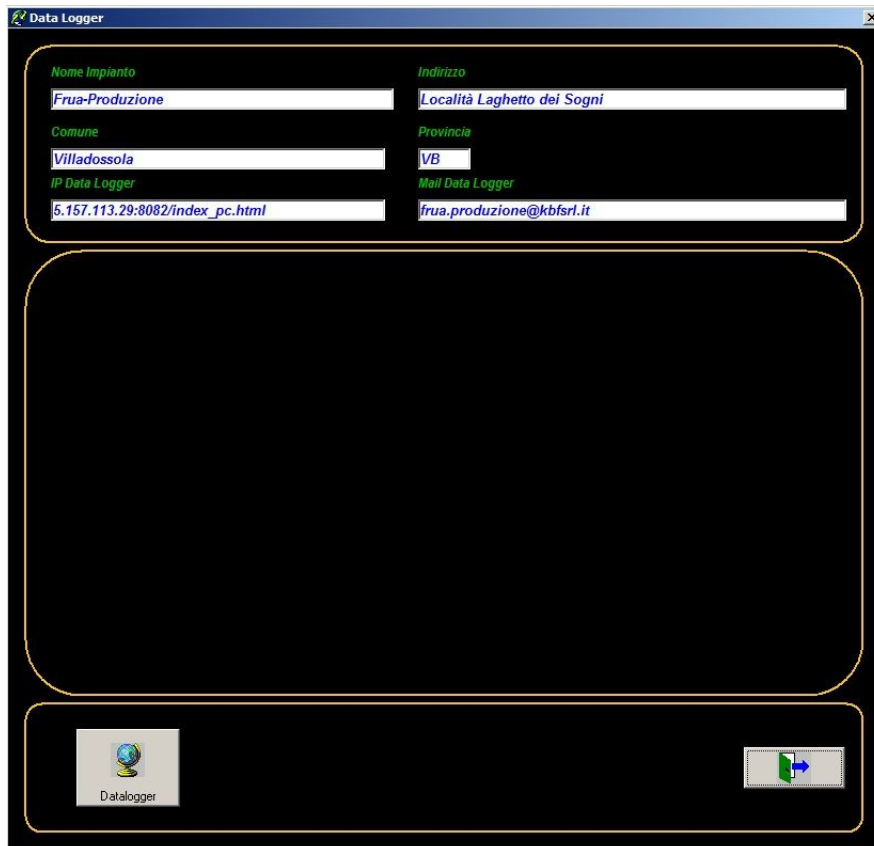 Data Logger
Nome Impianto
Indirizzo
Frua-Produzione
Località Laghetto dei Sogni
Comune
Provincia
Villadossola
VB
IP Data Logger
Mail Data Logger
5.157.113.29:8082/index_pc.html
frua.produzione@kbfsrl.it
Datalogger